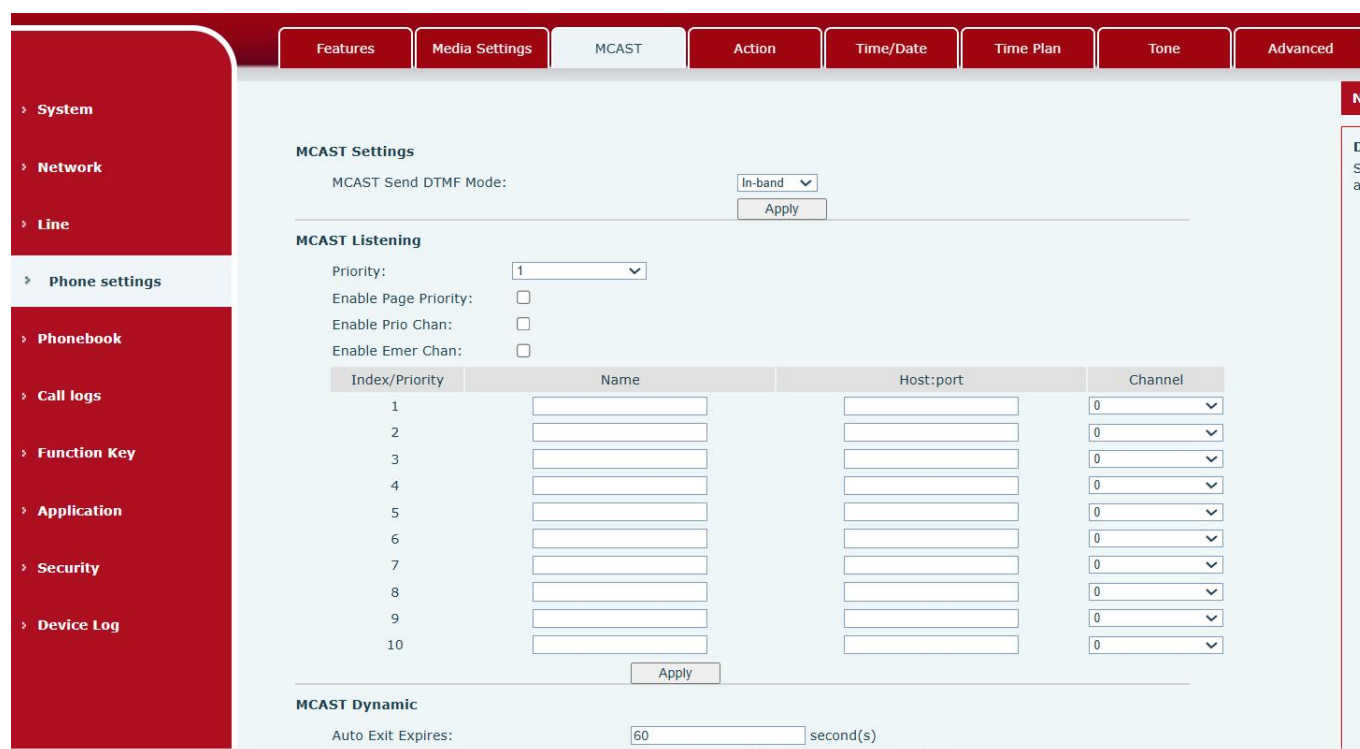 Features Media Settings MCAST Action Time/Date Time Plan Tone Advanced
System
Network
Line
Phone settings
Phonebook
Call logs
Function Key
Application
Security
Device Log
MCAST Settings
MCAST Send DTMF Mode: In-band
Apply
MCAST Listening
Priority: 1
Enable Page Priority:
Enable Prio Chan:
Enable Emer Chan:
Index/Priority Name Host:port Channel
1 0
2 0
3 0
4 0
5 0
6 0
7 0
8 0
9 0
10 0
Apply
MCAST Dynamic
Auto Exit Expires: 60 second(s)